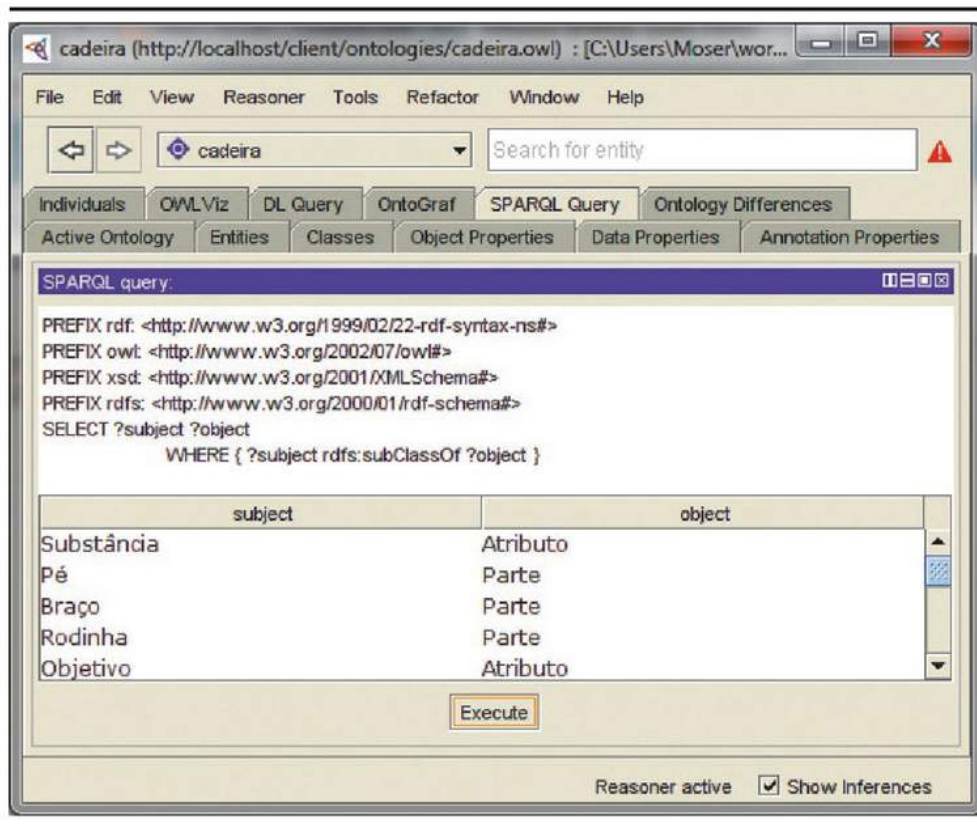 cadeira (http://localhost/client/ontologies/cadeira.owl) : [C:\Users\Moser\wor...
File Edit View Reasoner Tools Refactor Window Help
cadeira Search for entity
Individuals OWLViz DL Query OntoGraf SPARQL Query Ontology Differences
Active Ontology Entities Classes Object Properties Data Properties Annotation Properties
SPARQL query:
PREFIX rdf: <http://www.w3.org/1999/02/22-rdf-syntax-ns#>
PREFIX owl: <http://www.w3.org/2002/07/owl#>
PREFIX xsd: <http://www.w3.org/2001/XMLSchema#>
PREFIX rdfs: <http://www.w3.org/2000/01/rdf-schema#>
SELECT ?subject ?object
WHERE { ?subject rdfs:subClassOf ?object }
subject object
Substância Atributo
Pé Parte
Braço Parte
Rodinha Parte
Objetivo Atributo
Execute
Reasoner active Show Inferences